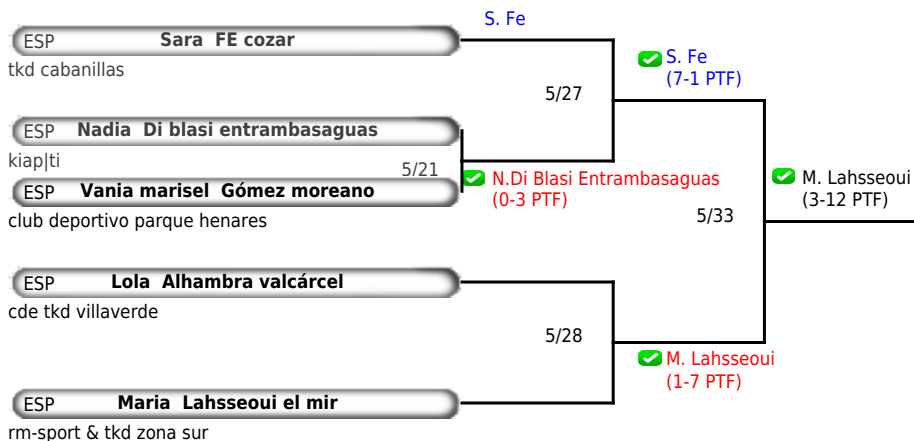 S. Fe
ESP Sara FE cozar
tkd cabanillas
S. Fe
(7-1 PTF)
5/27
ESP Nadia Di blasi entrambasaguas
kiap|ti
5/21
N.Di Blasi Entrambasaguas
(0-3 PTF)
ESP Vania marisel Gómez moreano
club deportivo parque henares
M. Lahsseoui
(3-12 PTF)
5/33
ESP Lola Alhambra valcárcel
cde tkd villaverde
5/28
M. Lahsseoui
(1-7 PTF)
ESP Maria Lahsseoui el mir
rm-sport & tkd zona sur